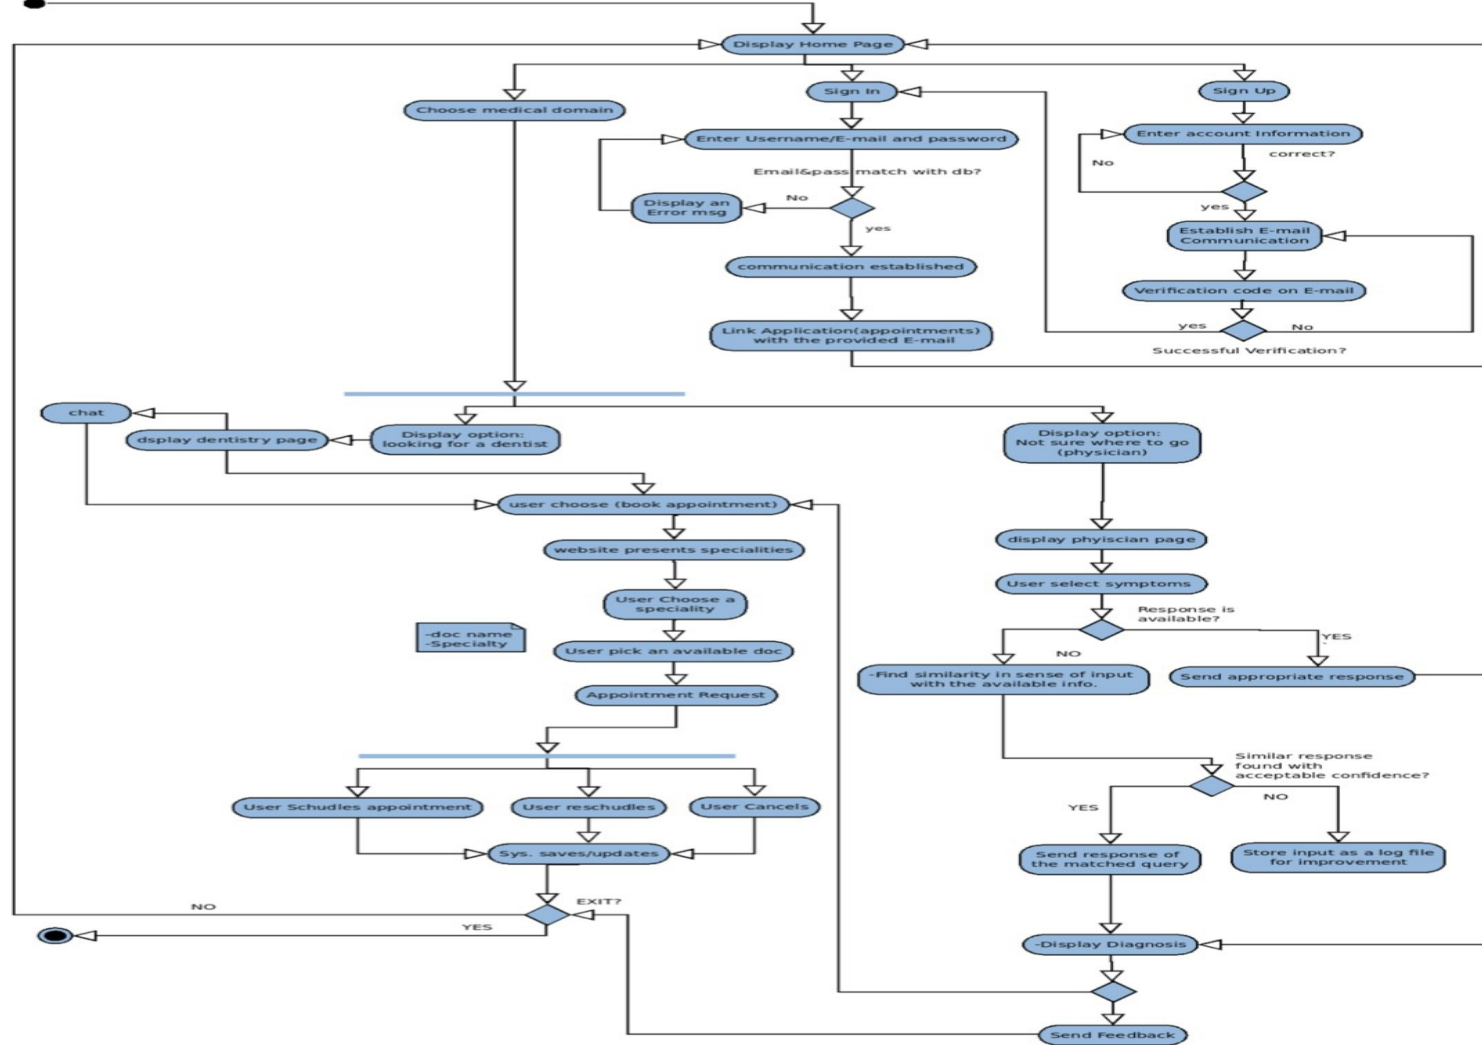 Display Home Page
Choose medical domain
Sign In
Sign Up
Enter Username/E-mail and password
Enter account Information
correct?
No
Email&pass match with db?
Display an
Error msg
No
yes
yes
Establish E-mail
Communication
communication established
Verification code on E-mail
Link Application(appointments)
with the provided E-mail
yes
No
Successful Verification?
chat
dsplay dentistry page
Display option:
looking for a dentist
Display option:
Not sure where to go
(physician)
user choose (book appointment)
website presents specialities
display phyiscian page
User select symptoms
User Choose a
speciality
Response is
available?
-doc name
-Specialty
User pick an available doc
NO
YES
-Find similarity in sense of input
with the available info.
Send appropriate response
Appointment Request
Similar response
found with
acceptable confidence?
YES
NO
User Schudles appointment
User reschudles
User Cancels
Sys. saves/updates
Send response of
the matched query
Store input as a log file
for improvement
EXIT?
NO
YES
-Display Diagnosis
Send Feedback